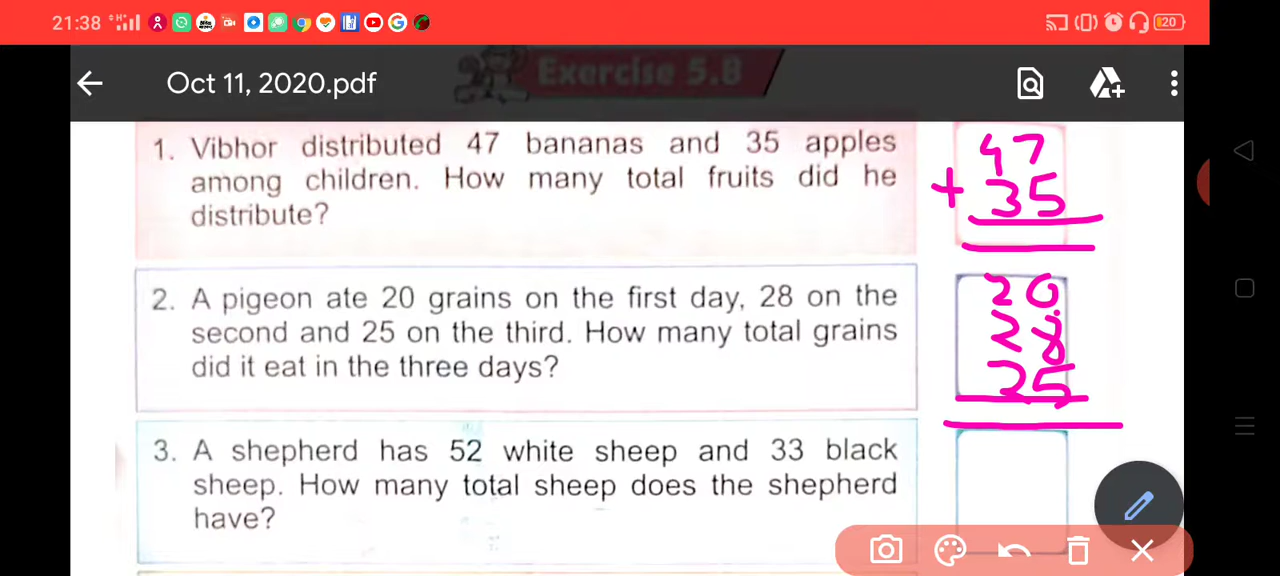 21:38
20
Exercise 5.8
Oct 11, 2020.pdf
1. Vibhor distributed 47 bananas and 35 apples
among children. How many total fruits did he
distribute?
47
+ 35
2. A pigeon ate 20 grains on the first day, 28 on the
second and 25 on the third. How many total grains
did it eat in the three days?
20
28
25
3. A shepherd has 52 white sheep and 33 black
sheep. How many total sheep does the shepherd
have?